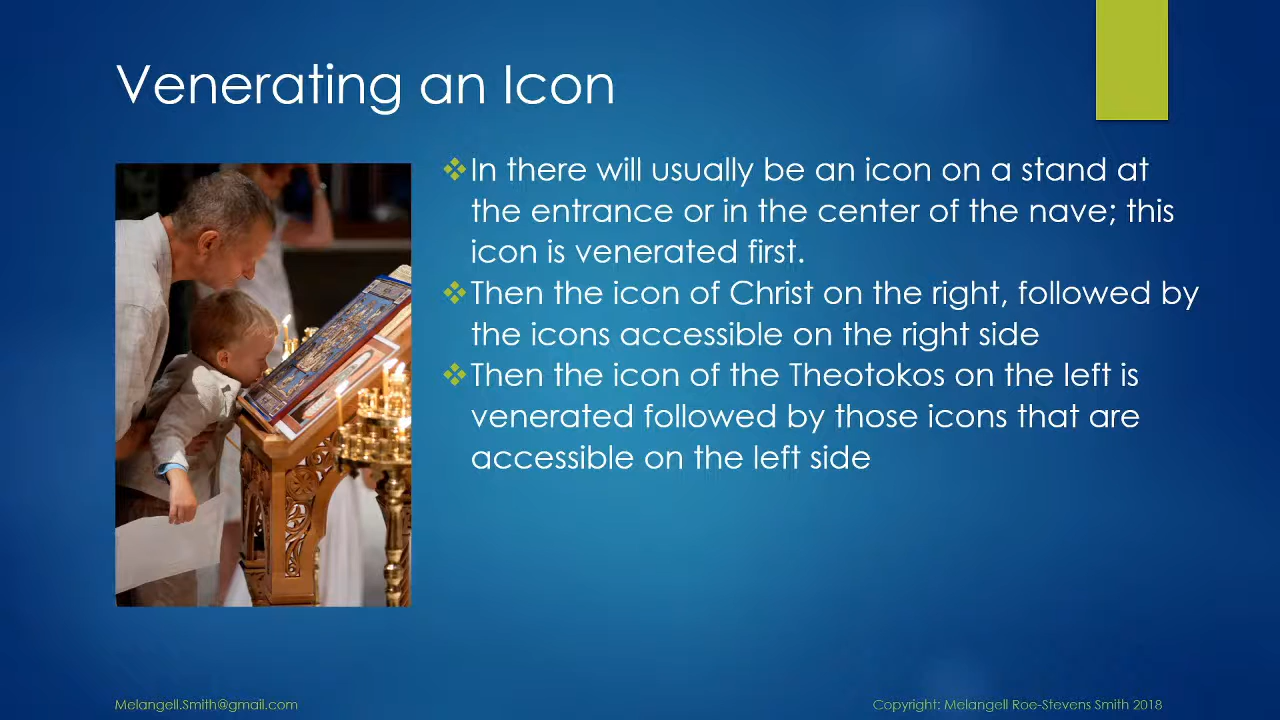 Venerating an Icon
❖In there will usually be an icon on a stand at
the entrance or in the center of the nave; this
icon is venerated first.
❖Then the icon of Christ on the right, followed by
the icons accessible on the right side
❖Then the icon of the Theotokos on the left is
venerated followed by those icons that are
accessible on the left side
Melangell.Smith@gmail.com
Copyright: Melangell Roe-Stevens Smith 2018